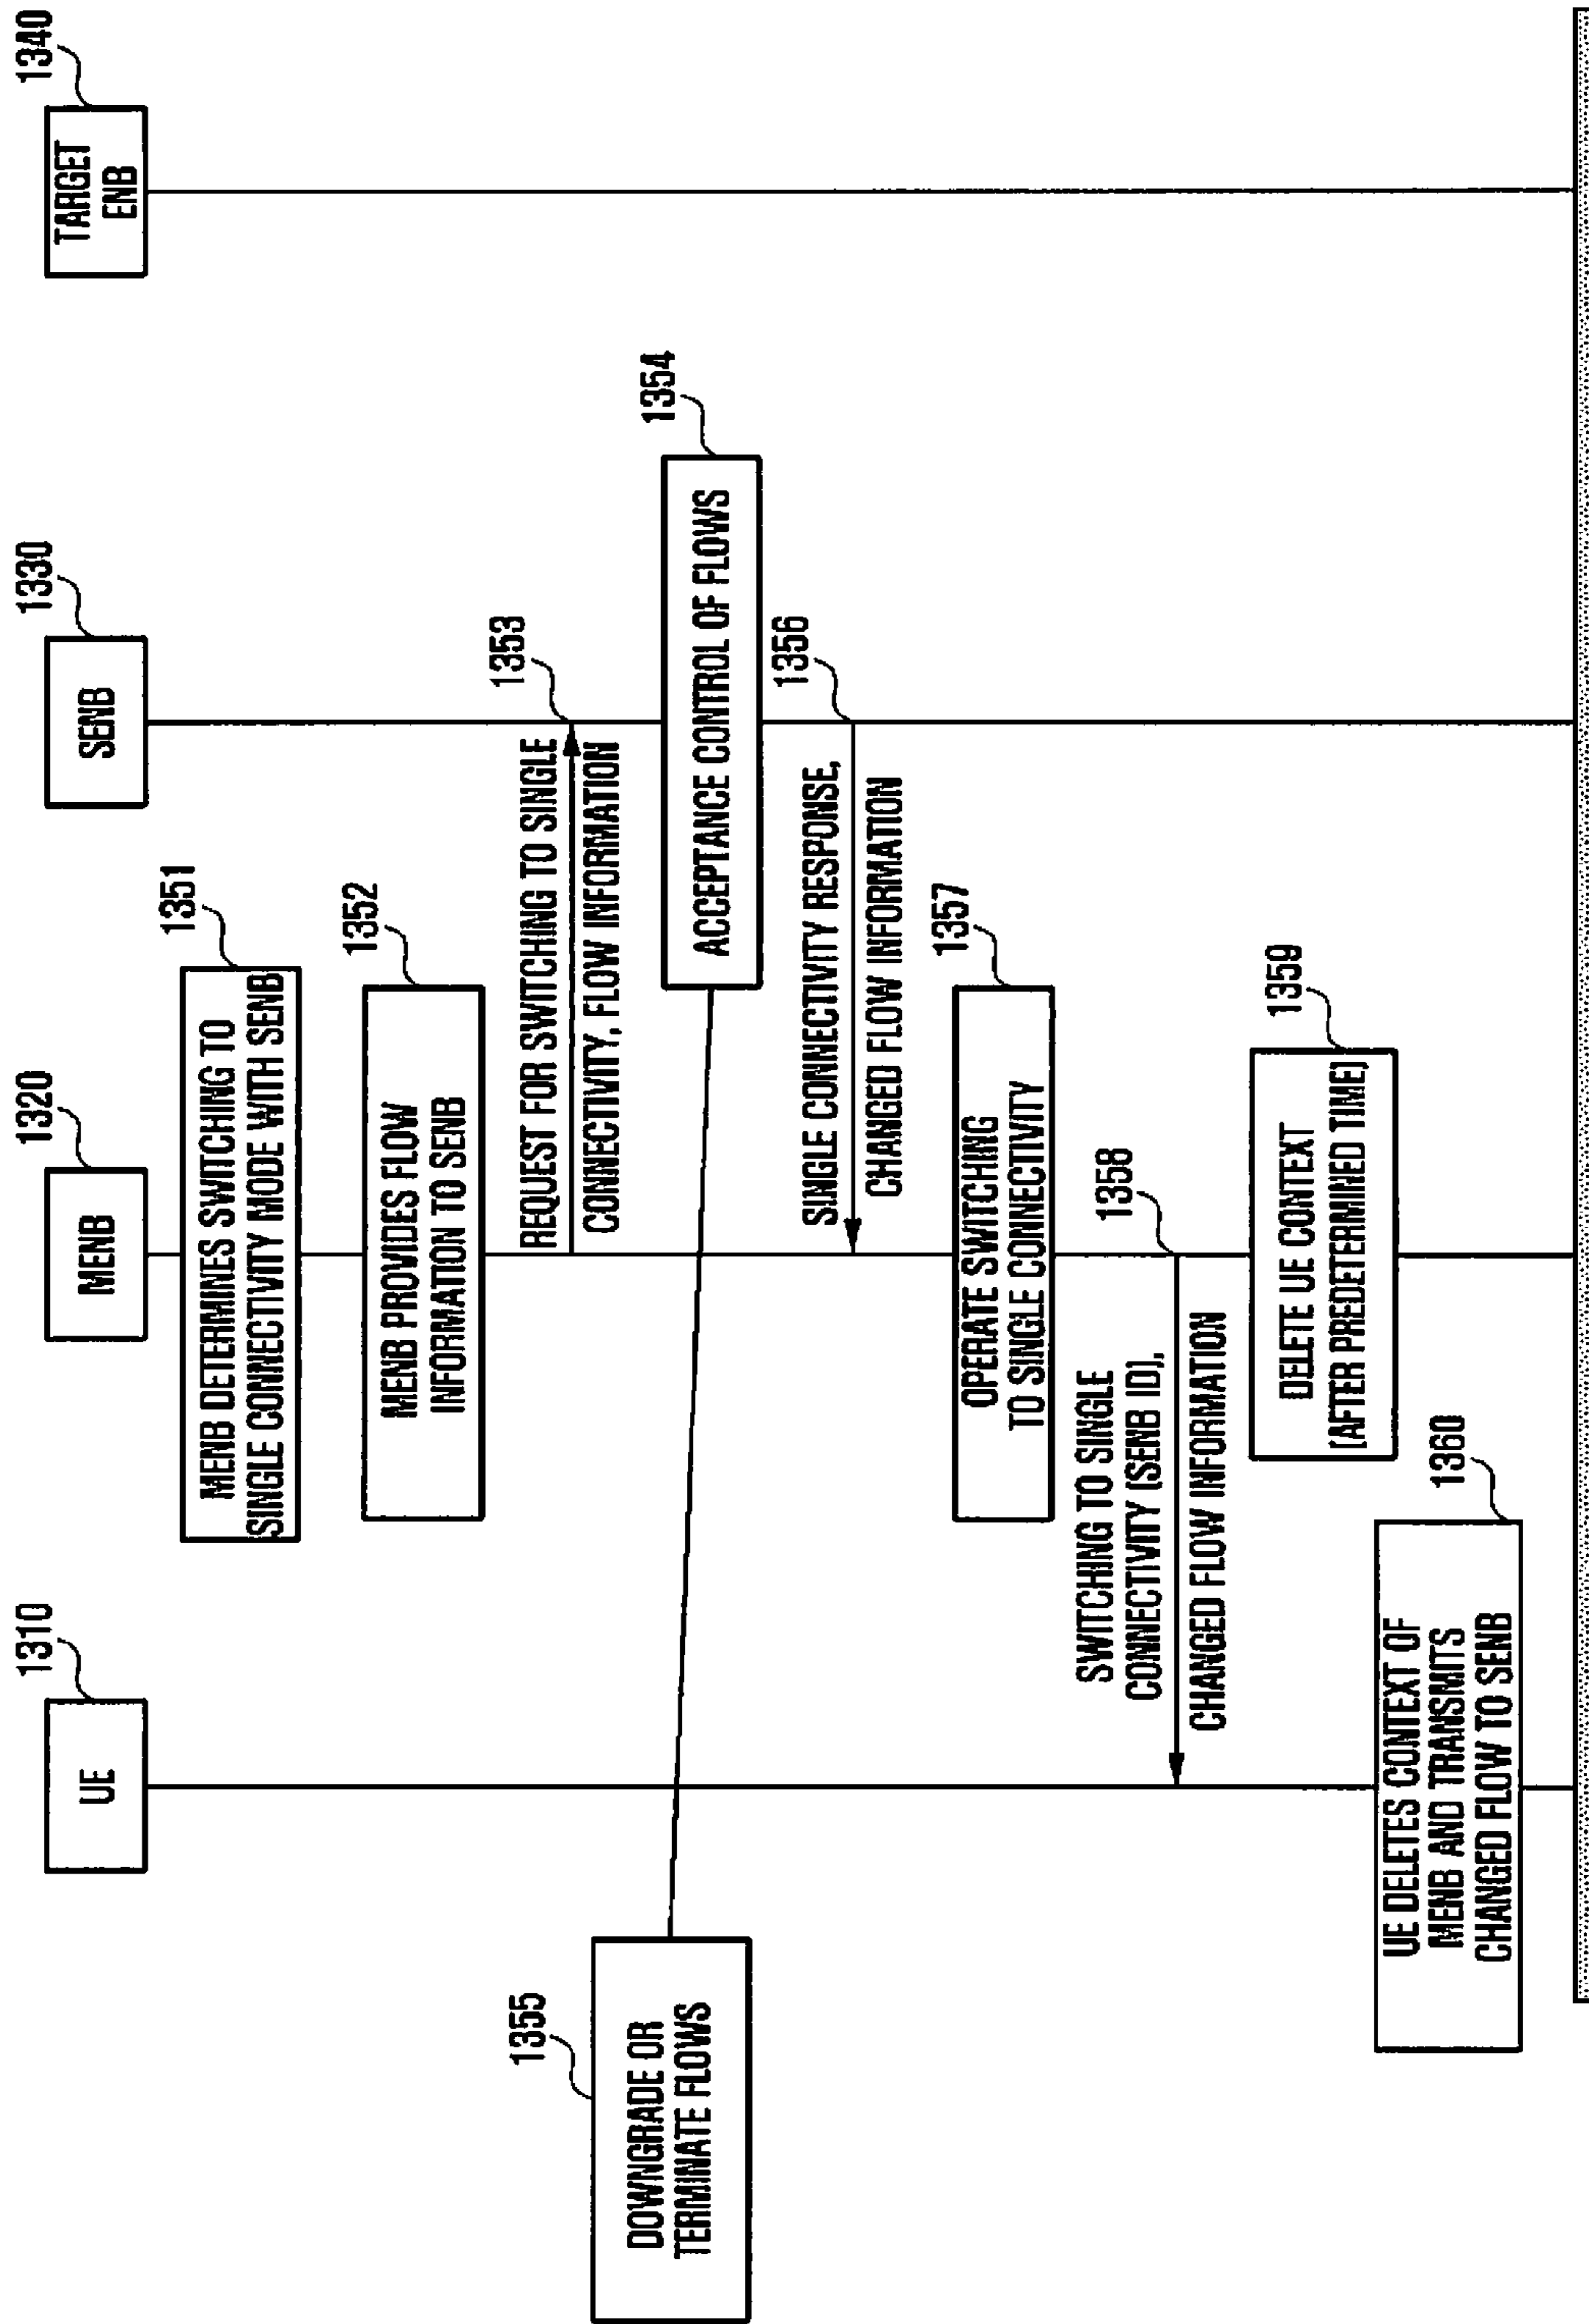 1310
UE
1320
MENB
1330
SENB
1340
TARGET
ENB
1351
MENB DETERMINES SWITCHING TO
SINGLE CONNECTIVITY MODE WITH SENB
1352
MENB PROVIDES FLOW
INFORMATION TO SENB
1353
REQUEST FOR SWITCHING TO SINGLE
CONNECTIVITY, FLOW INFORMATION
1354
ACCEPTANCE CONTROL OF FLOWS
1355
DOWNGRADE OR
TERMINATE FLOWS
1356
SINGLE CONNECTIVITY RESPONSE,
CHANGED FLOW INFORMATION
1357
OPERATE SWITCHING
TO SINGLE CONNECTIVITY
1358
SWITCHING TO SINGLE
CONNECTIVITY (SENB ID),
CHANGED FLOW INFORMATION
1359
DELETE UE CONTEXT
[AFTER PREDETERMINED TIME]
1360
UE DELETES CONTEXT OF
MENB AND TRANSMITS
CHANGED FLOW TO SENB